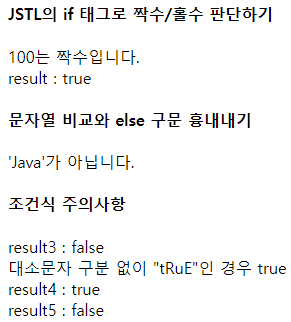 JSTL의 if 태그로 짝수/홀수 판단하기
100는 짝수입니다.
result : true
문자열 비교와 else 구문 흉내내기
'Java'가 아닙니다.
조건식 주의사항
result3 : false
대소문자 구분 없이 "tRuE"인 경우 true
result4 : true
result5 : false